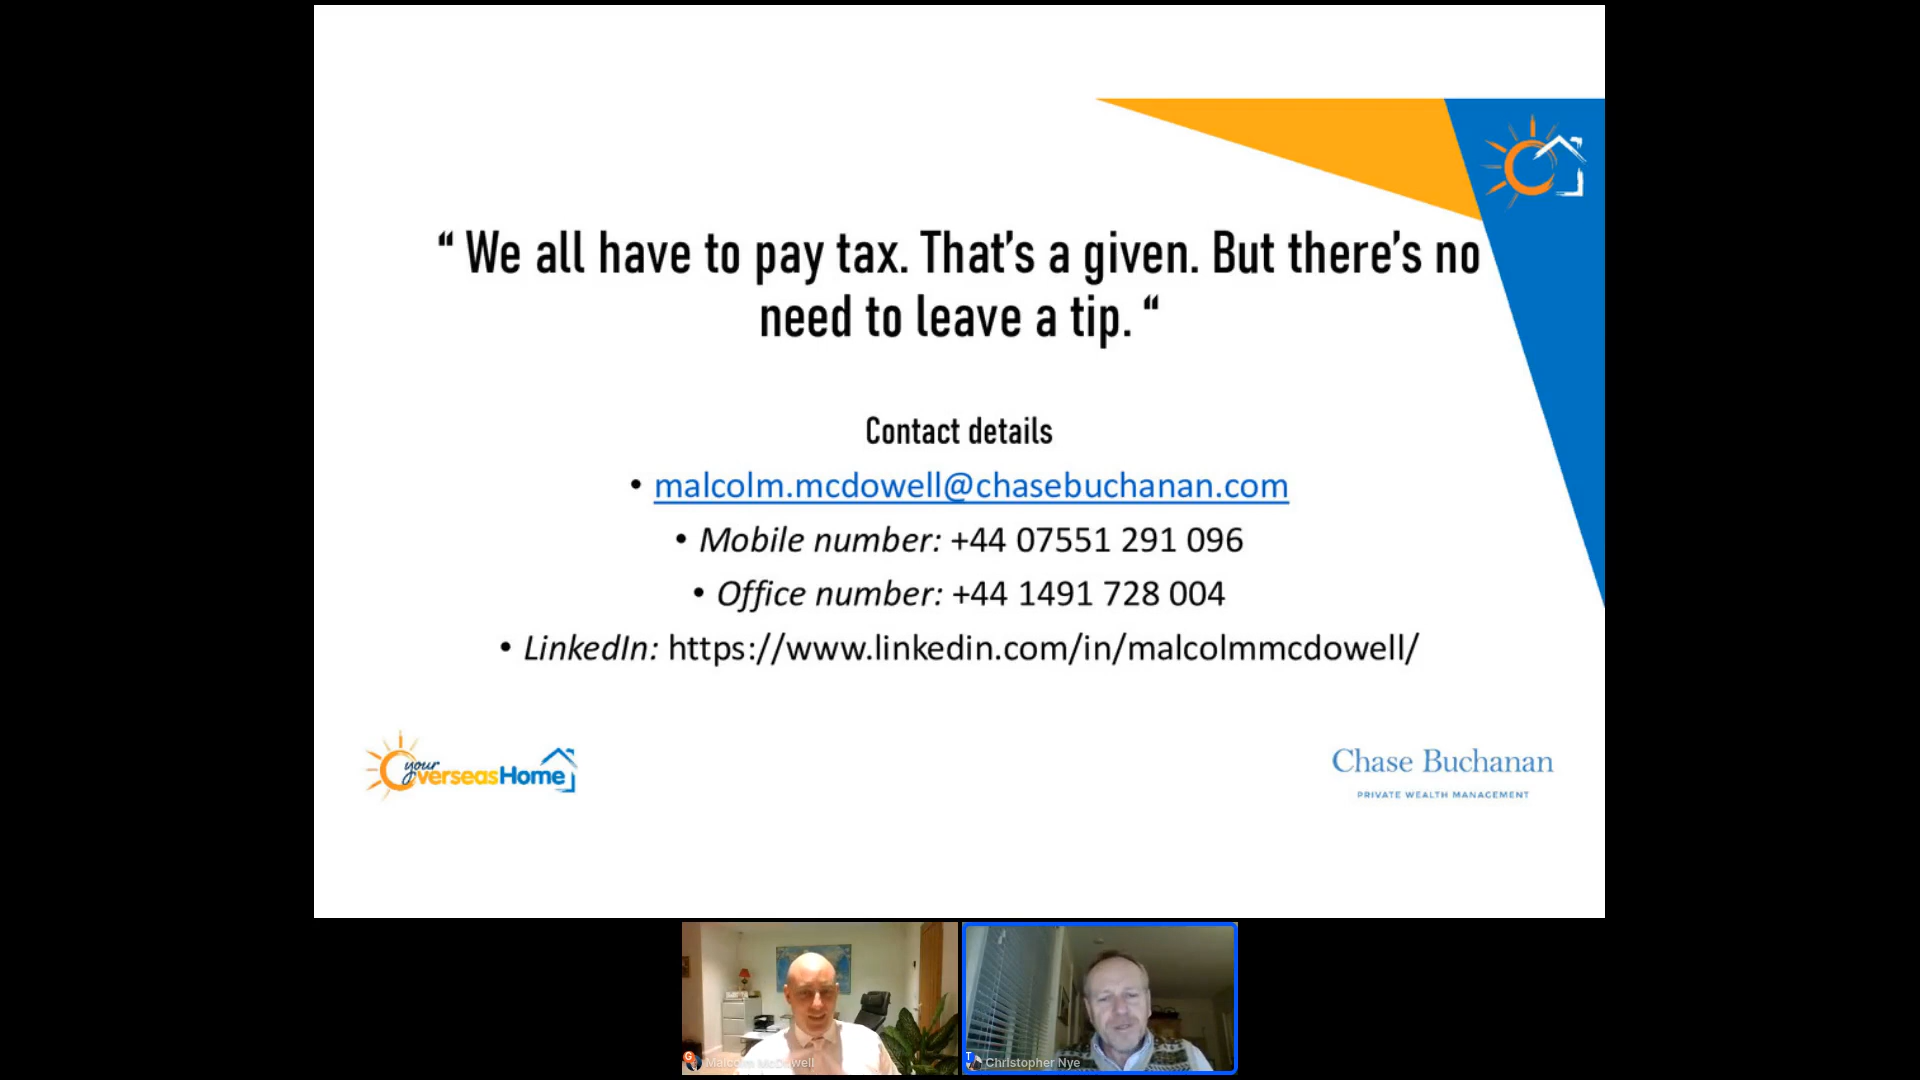 “ We all have to pay tax. That’s a given. But there’s no
need to leave a tip. “
Contact details
• malcolm.mcdowell@chasebuchanan.com
• Mobile number: +44 07551 291 096
• Office number: +44 1491 728 004
• LinkedIn: https://www.linkedin.com/in/malcolmmcdowell/
your
OverseasHome
Chase Buchanan
PRIVATE WEALTH MANAGEMENT
G
Malcolm McDowell
T
Christopher Nye